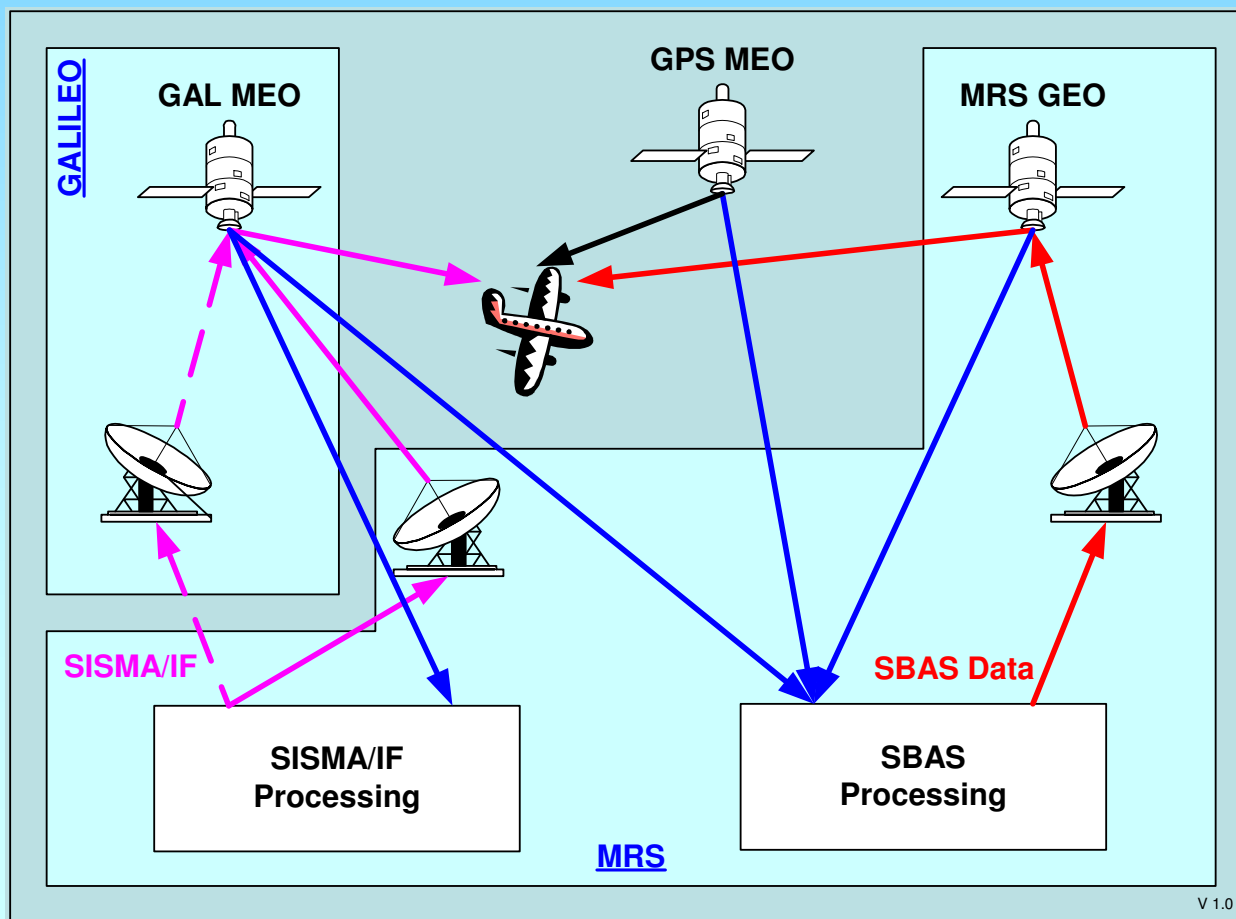 GALILEO
GAL MEO
GPS MEO
MRS GEO
SISMA/IF
SBAS Data
SISMA/IF
Processing
SBAS
Processing
MRS
V 1.0